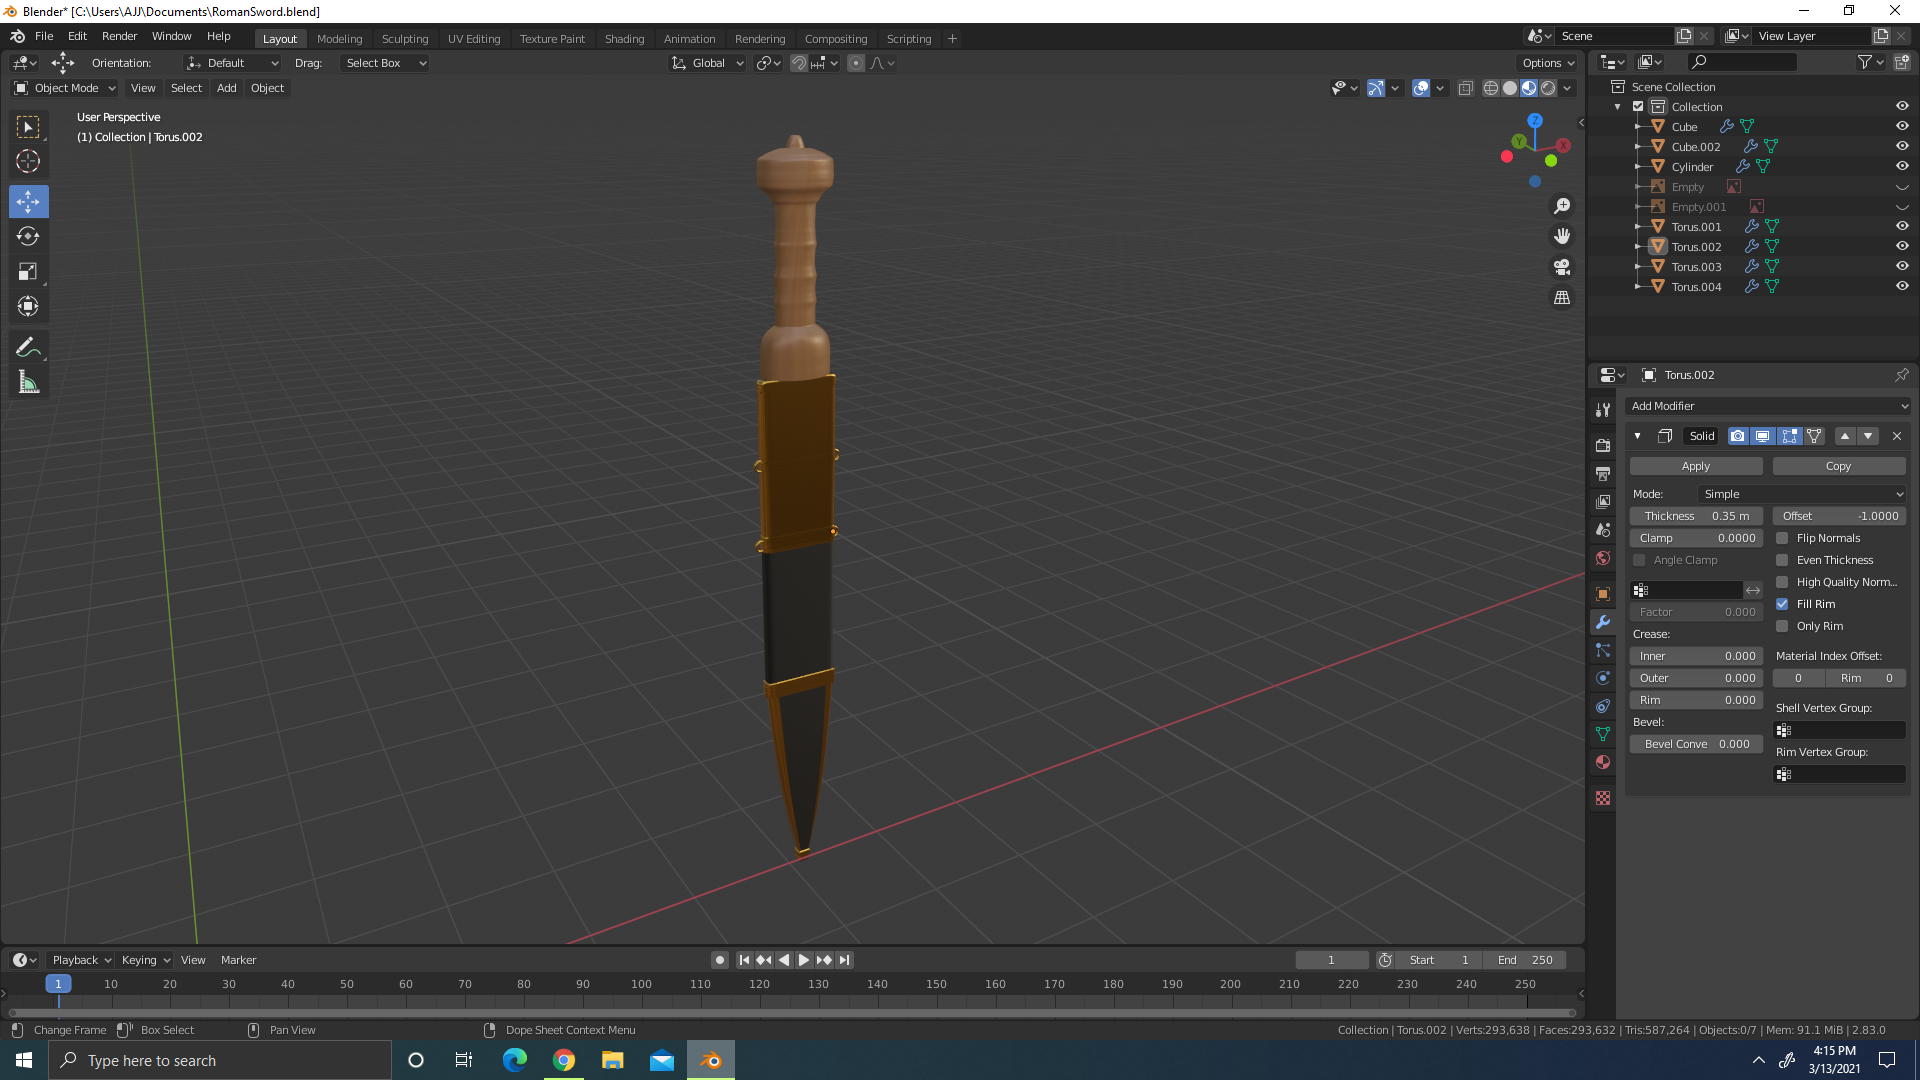 Blender* [C:\Users\AJJ\Documents\RomanSword.blend]
File Edit Render Window Help Layout Modeling Sculpting UV Editing Texture Paint Shading Animation Rendering Compositing Scripting + Scene View Layer
Orientation: Default Drag: Select Box Global Options
Object Mode View Select Add Object
User Perspective
(1) Collection | Torus.002
Z
Y
X
Scene Collection
Collection
Cube
Cube.002
Cylinder
Empty
Empty.001
Torus.001
Torus.002
Torus.003
Torus.004
Torus.002
Add Modifier
Solid
Apply Copy
Mode: Simple
Thickness 0.35 m Offset -1.0000
Clamp 0.0000 Flip Normals
Angle Clamp Even Thickness
High Quality Norm...
Fill Rim
Factor 0.000
Only Rim
Crease:
Inner 0.000 Material Index Offset:
Outer 0.000 0 Rim 0
Rim 0.000
Shell Vertex Group:
Bevel:
Bevel Conve 0.000
Rim Vertex Group:
Playback Keying View Marker 1 Start 1 End 250
1 10 20 30 40 50 60 70 80 90 100 110 120 130 140 150 160 170 180 190 200 210 220 230 240 250
Change Frame Box Select Pan View Dope Sheet Context Menu Collection | Torus.002 | Verts:293,638 | Faces:293,632 | Tris:587,264 | Objects:0/7 | Mem: 91.1 MiB | 2.83.0
Type here to search
4:15 PM
3/13/2021